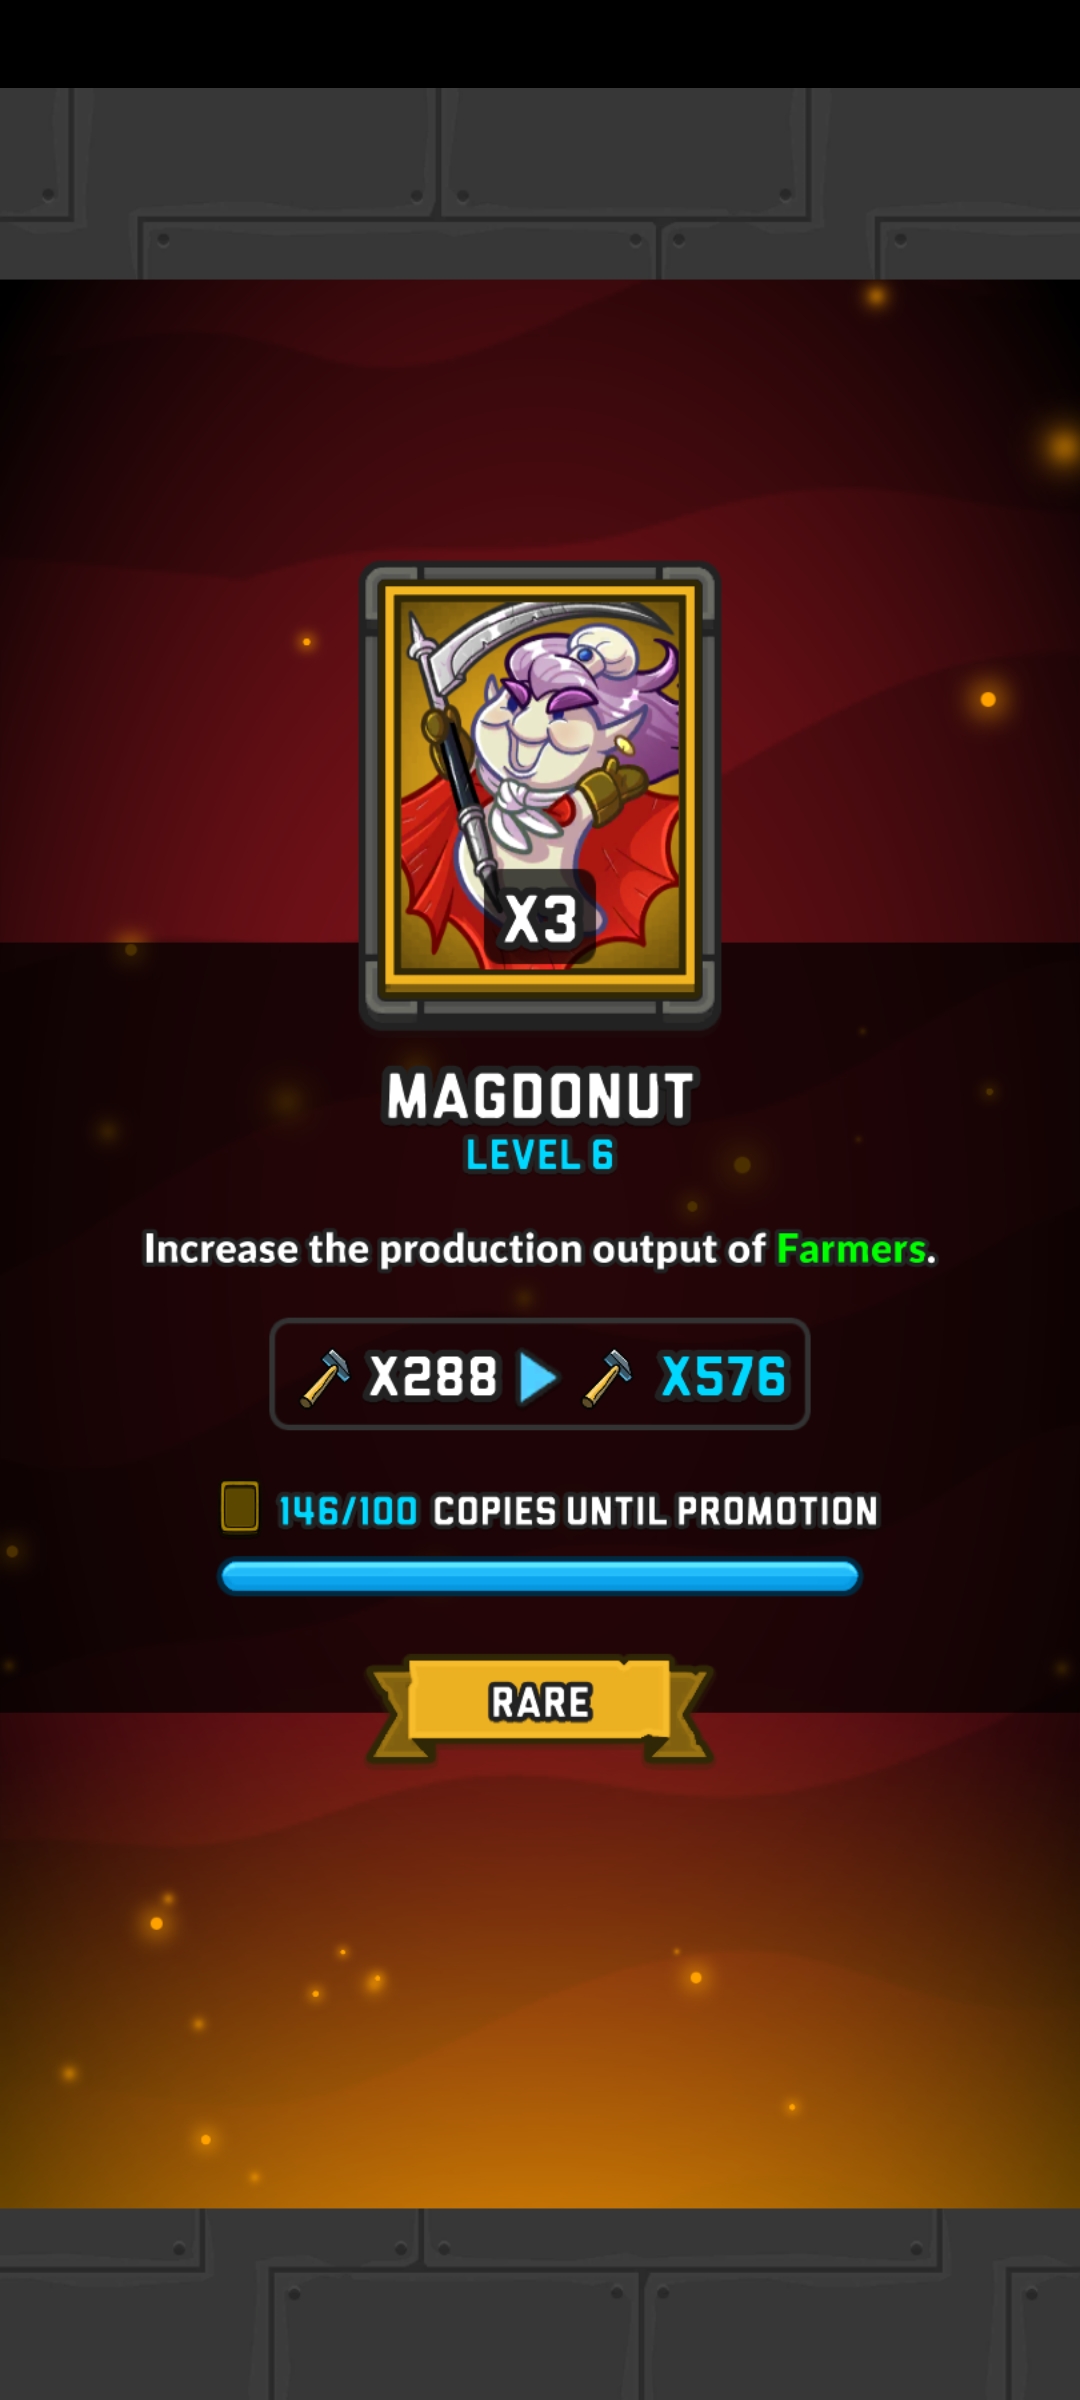 X3
MAGDONUT
LEVEL 6
Increase the production output of Farmers.
X288 X576
146/100 COPIES UNTIL PROMOTION
RARE